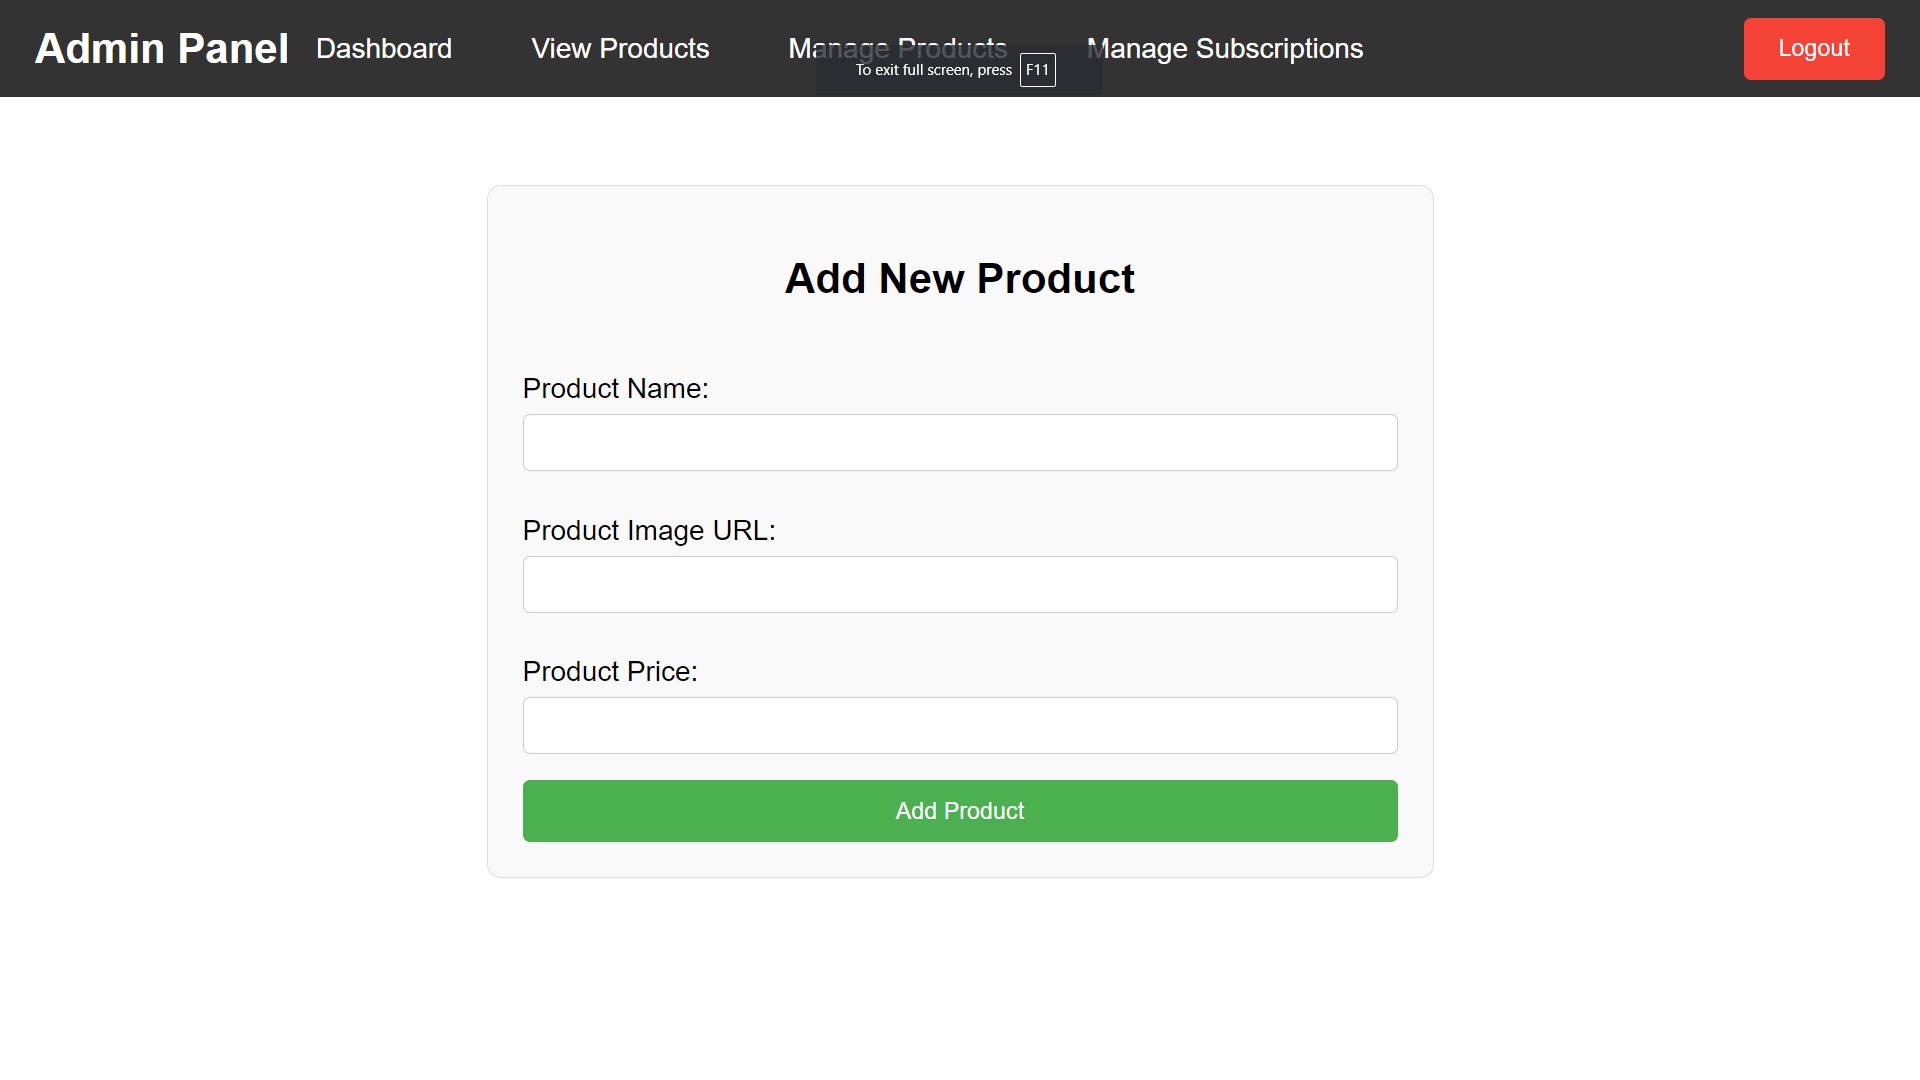 Admin Panel Dashboard View Products Manage Products Manage Subscriptions Logout
To exit full screen, press F11
Add New Product
Product Name:
Product Image URL:
Product Price:
Add Product